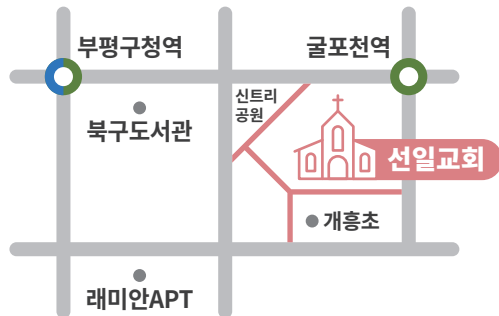 부평구청역
굴포천역
신트리
공원
북구도서관
선일교회
개흥초
래미안APT